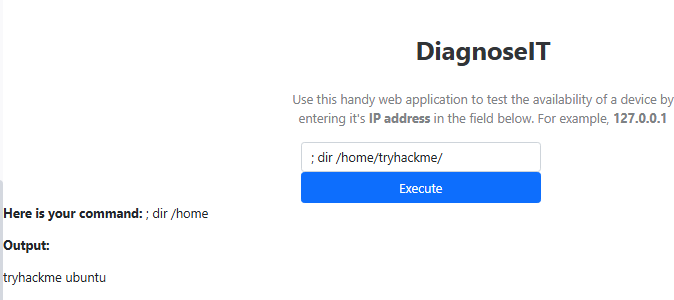 DiagnoseIT
Use this handy web application to test the availability of a device by
entering it's IP address in the field below. For example, 127.0.0.1
; dir /home/tryhackme/
Execute
Here is your command: ; dir /home
Output:
tryhackme ubuntu